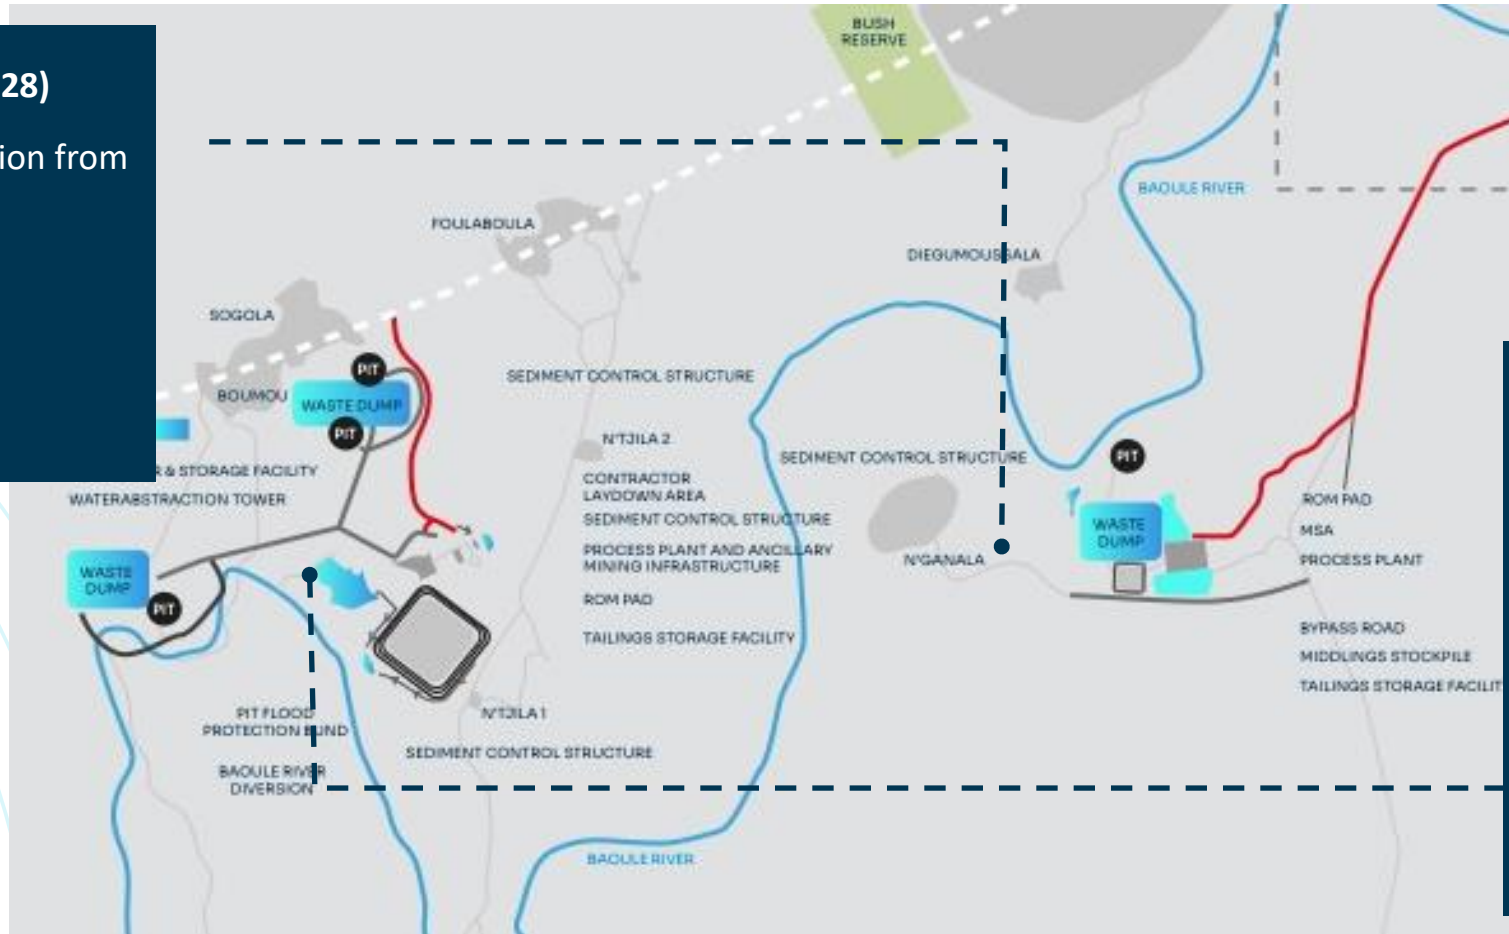 28)
ion from
BUSH
RESERVE
BAOULE RIVER
FOULABOULA
DIEGUMOUSSALA
SOGOLA
PIT
BOUMOU
WASTE DUMP
PIT
SEDIMENT CONTROL STRUCTURE
N'TJILA 2
SEDIMENT CONTROL STRUCTURE
PIT
R & STORAGE FACILITY
WATERABSTRACTION TOWER
CONTRACTOR
LAYDOWN AREA
SEDIMENT CONTROL STRUCTURE
PROCESS PLANT AND ANCILLARY
MINING INFRASTRUCTURE
ROM PAD
TAILINGS STORAGE FACILITY
N'GANALA
WASTE
DUMP
ROM PAD
MSA
PROCESS PLANT
BYPASS ROAD
MIDDLINGS STOCKPILE
TAILINGS STORAGE FACILIT
WASTE
DUMP
PIT
PIT FLOOD
PROTECTION BUND
BAOULE RIVER
DIVERSION
N'TJILA 1
SEDIMENT CONTROL STRUCTURE
BAOULE RIVER